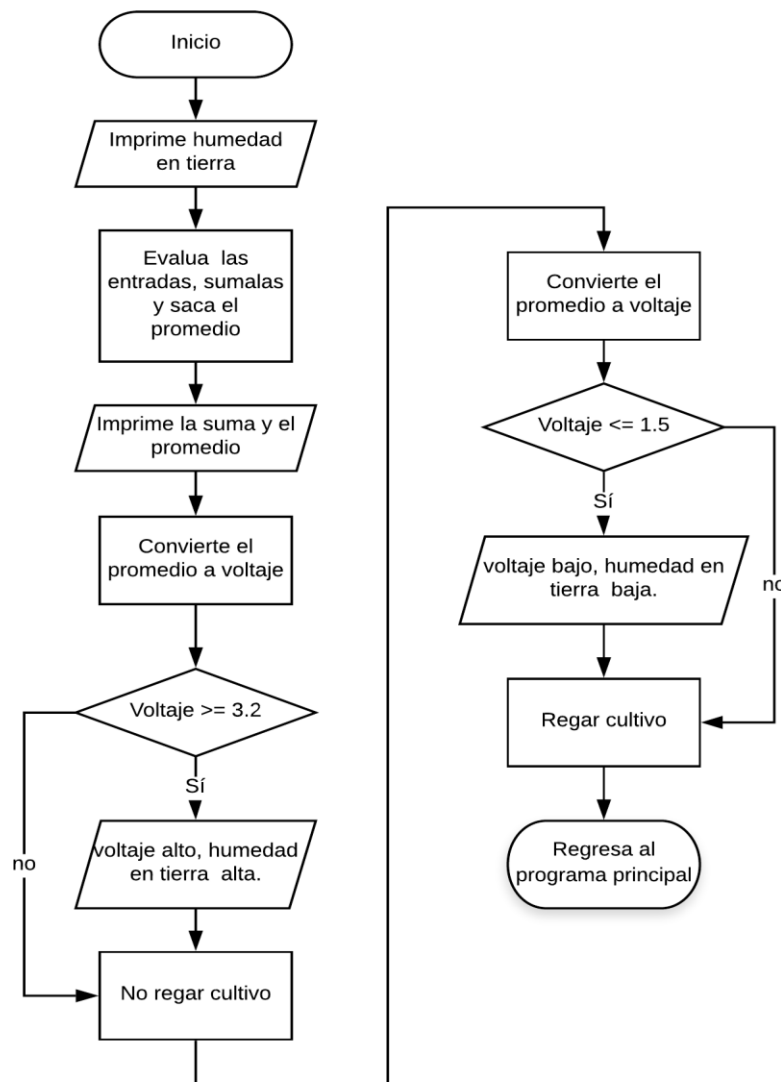 Inicio
Imprime humedad
en tierra
Evalua las
entradas, sumalas
y saca el
promedio
Imprime la suma y el
promedio
Convierte el
promedio a voltaje
Voltaje >= 3.2
Sí
no
voltaje alto, humedad
en tierra alta.
No regar cultivo
Convierte el
promedio a voltaje
Voltaje <= 1.5
Sí
no
voltaje bajo, humedad en
tierra baja.
Regar cultivo
Regresa al
programa principal